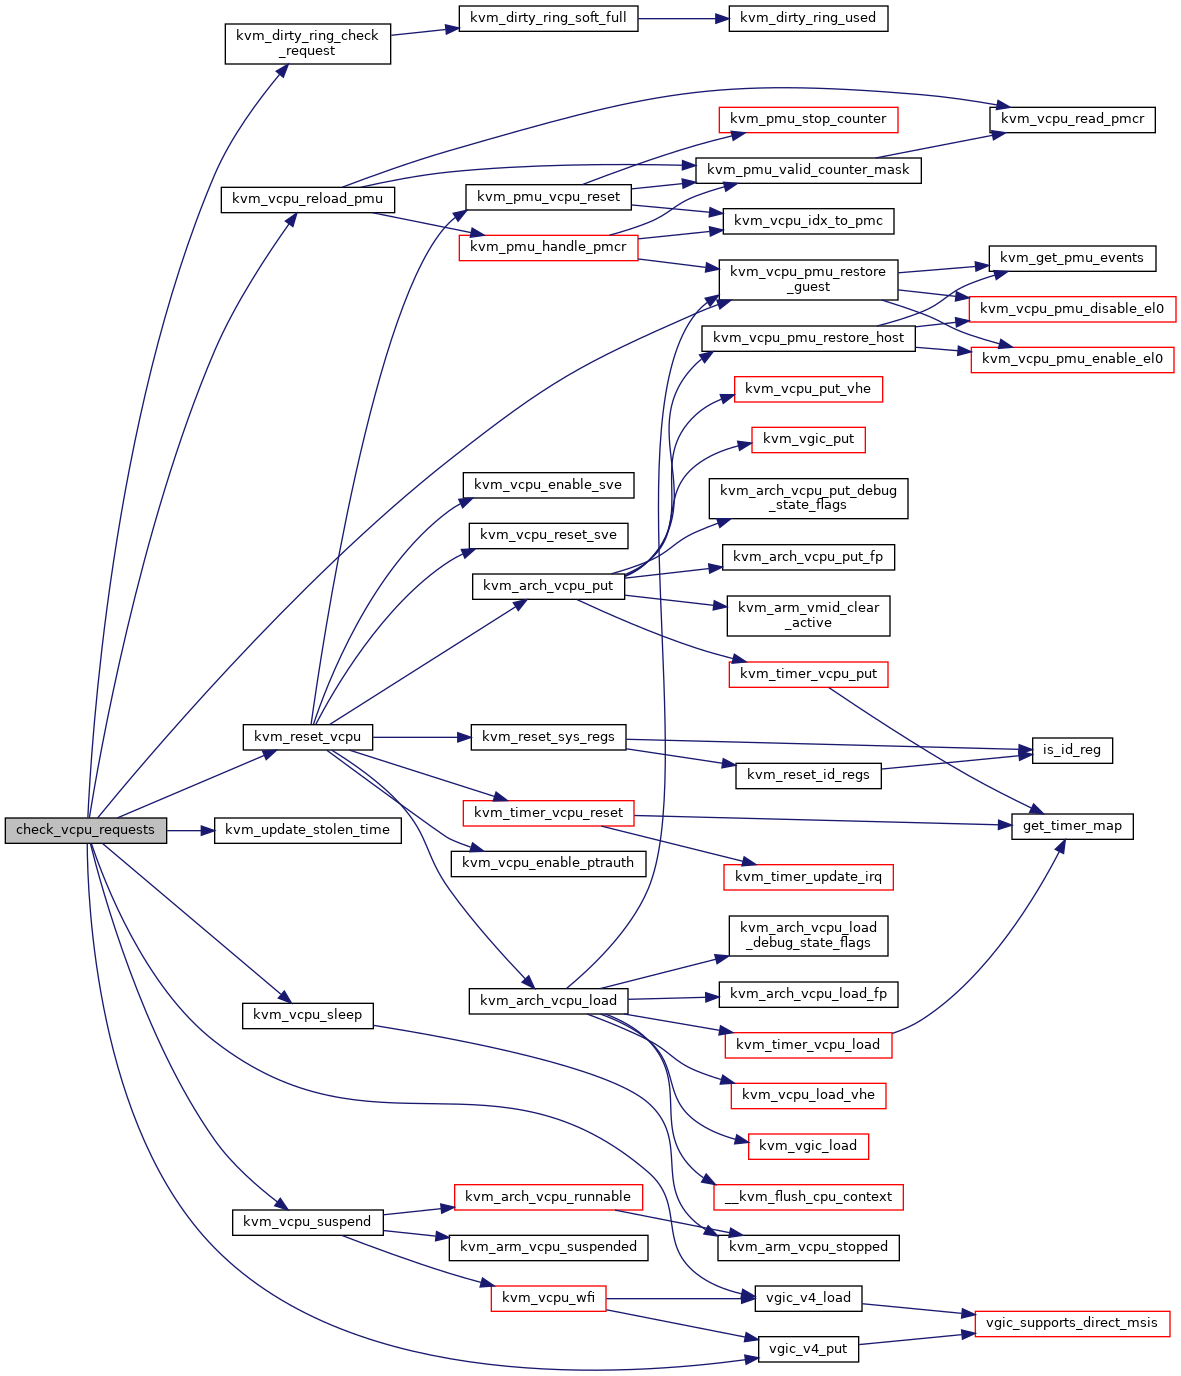 kvm_dirty_ring_soft_full
kvm_dirty_ring_used
kvm_dirty_ring_check
_request
kvm_pmu_stop_counter
kvm_vcpu_read_pmcr
kvm_pmu_valid_counter_mask
kvm_vcpu_reload_pmu
kvm_pmu_vcpu_reset
kvm_vcpu_idx_to_pmc
kvm_pmu_handle_pmcr
kvm_get_pmu_events
kvm_vcpu_pmu_restore
_guest
kvm_vcpu_pmu_disable_el0
kvm_vcpu_pmu_restore_host
kvm_vcpu_pmu_enable_el0
kvm_vcpu_put_vhe
kvm_vgic_put
kvm_vcpu_enable_sve
kvm_arch_vcpu_put_debug
_state_flags
kvm_vcpu_reset_sve
kvm_arch_vcpu_put_fp
kvm_arch_vcpu_put
kvm_arm_vmid_clear
_active
kvm_timer_vcpu_put
kvm_reset_vcpu
kvm_reset_sys_regs
is_id_reg
kvm_reset_id_regs
kvm_timer_vcpu_reset
get_timer_map
check_vcpu_requests
kvm_update_stolen_time
kvm_vcpu_enable_ptrauth
kvm_timer_update_irq
kvm_arch_vcpu_load
_debug_state_flags
kvm_arch_vcpu_load_fp
kvm_arch_vcpu_load
kvm_vcpu_sleep
kvm_timer_vcpu_load
kvm_vcpu_load_vhe
kvm_vgic_load
__kvm_flush_cpu_context
kvm_arch_vcpu_runnable
kvm_vcpu_suspend
kvm_arm_vcpu_suspended
kvm_arm_vcpu_stopped
kvm_vcpu_wfi
vgic_v4_load
vgic_supports_direct_msis
vgic_v4_put